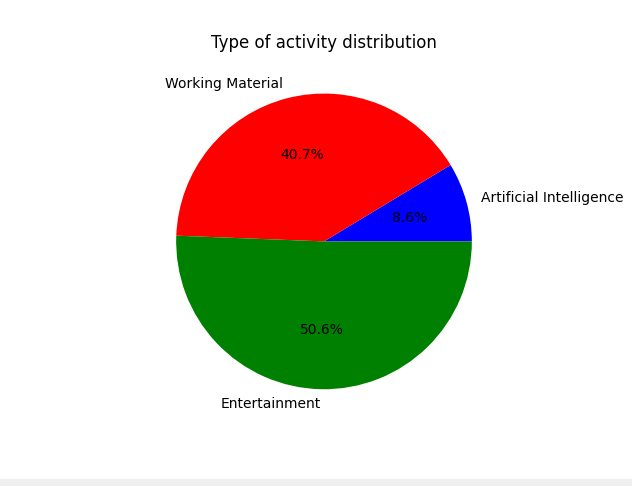 Type of activity distribution
Working Material
40.7%
Artificial Intelligence
8.6%
50.6%
Entertainment